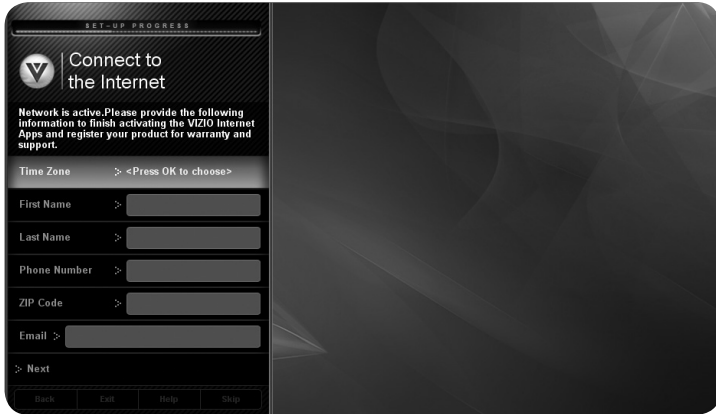 SET-UP PROGRESS
Connect to
the Internet
Network is active.Please provide the following
information to finish activating the VIZIO Internet
Apps and register your product for warranty and
support.
Time Zone :> <Press OK to choose>
First Name :>
Last Name :>
Phone Number :>
ZIP Code :>
Email :>
:> Next
Back Exit Help Skip